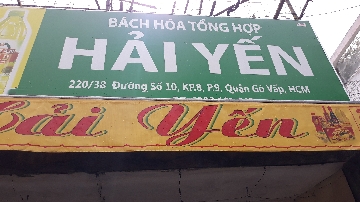 BÁCH HÓA TỔNG HỢP
HẢI YẾN
220/38 Đường Số 10, KP.8, P.9, Quận Gò Vấp, HCM
Hải Yến